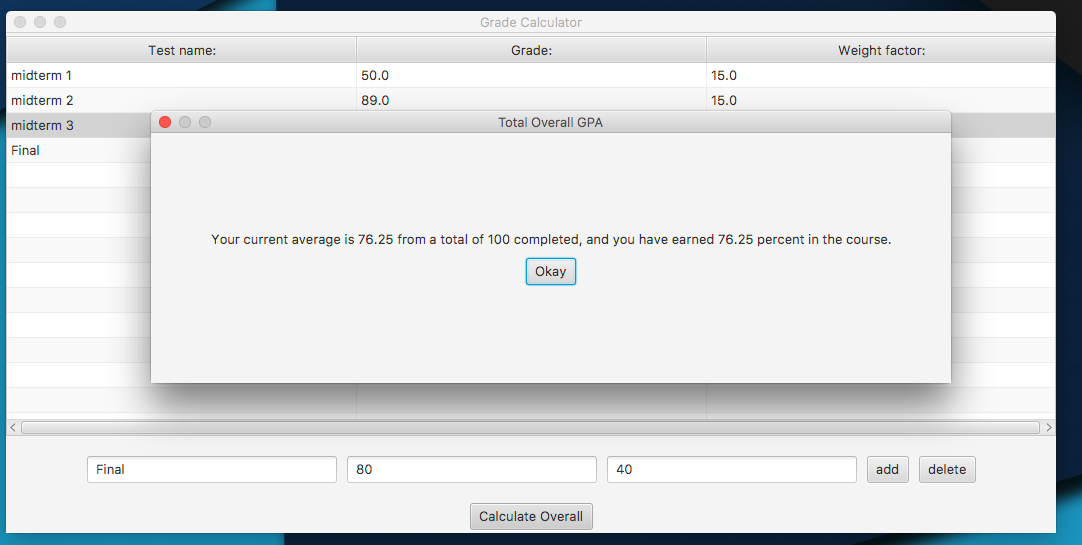 Grade Calculator
Test name: Grade: Weight factor:
midterm 1 50.0 15.0
midterm 2 89.0 15.0
midterm 3
Final
Total Overall GPA
Your current average is 76.25 from a total of 100 completed, and you have earned 76.25 percent in the course.
Okay
Final 80 40 add delete
Calculate Overall